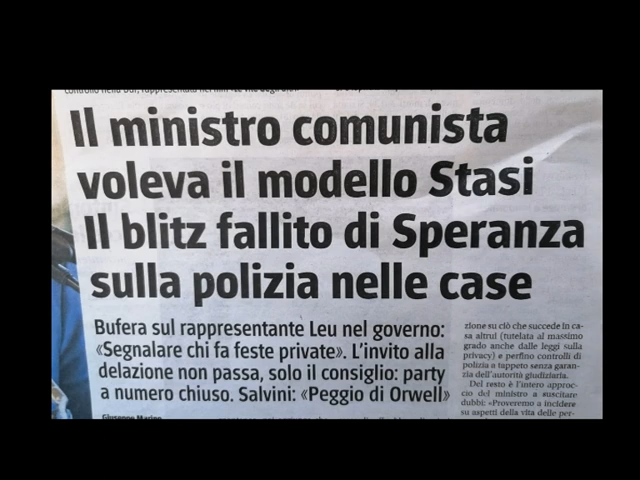 Il ministro comunista
voleva il modello Stasi
Il blitz fallito di Speranza
sulla polizia nelle case
Bufera sul rappresentante Leu nel governo:
«Segnalare chi fa feste private». L'invito alla
delazione non passa, solo il consiglio: party
a numero chiuso. Salvini: «Peggio di Orwell»
zione su ciò che succede in ca-
sa altrui (tutelata al massimo
grado anche dalle leggi sulla
privacy) e perfino controlli di
polizia a tappeto senza garan-
zia dell'autorità giudiziaria.
Del resto è l'intero approc-
cio del ministro a suscitare
dubbi: «Proveremo a incidere
su aspetti della vita delle per-